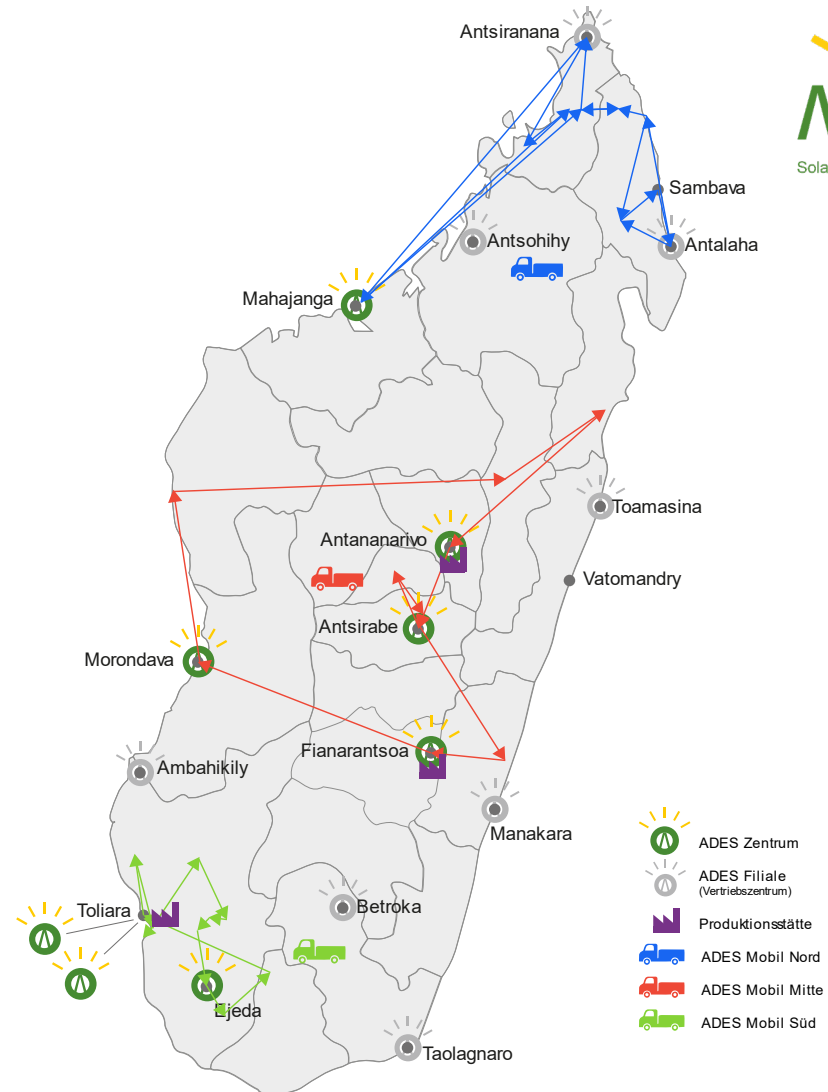 Antsiranana
Sola
Sambava
Antsohihy
Antalaha
Mahajanga
Toamasina
Antananarivo
Vatomandry
Antsirabe
Morondava
Fianarantsoa
Ambahikily
Manakara
Betroka
Toliara
Ejeda
Taolagnaro
ADES Zentrum
ADES Filiale
(Vertriebszentrum)
Produktionsstätte
ADES Mobil Nord
ADES Mobil Mitte
ADES Mobil Süd